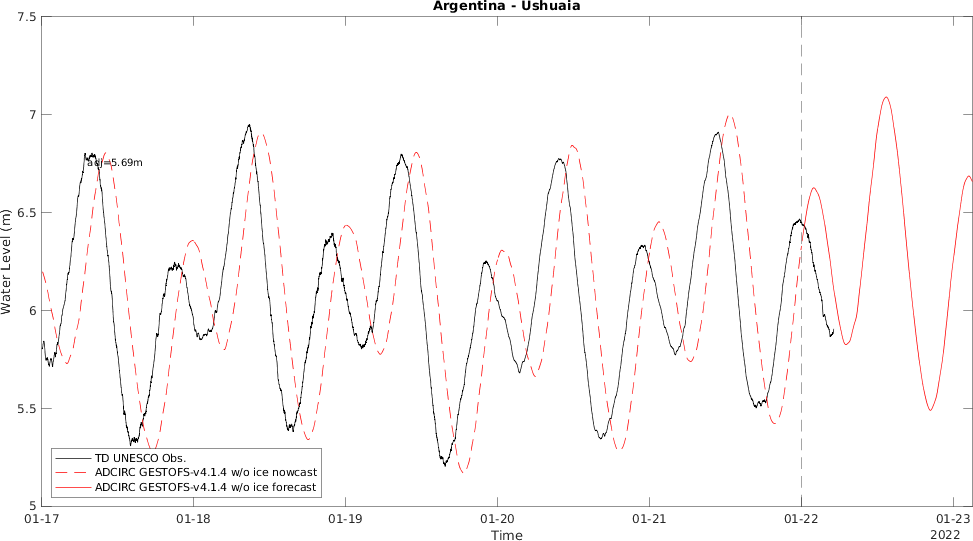 Argentina - Ushuaia
7.5
7
6.5
6
5.5
5
Water Level (m)
adj=5.69m
TD UNESCO Obs.
ADCIRC GESTOFS-v4.1.4 w/o ice nowcast
ADCIRC GESTOFS-v4.1.4 w/o ice forecast
01-17 01-18 01-19 01-20 01-21 01-22 01-23
Time
2022